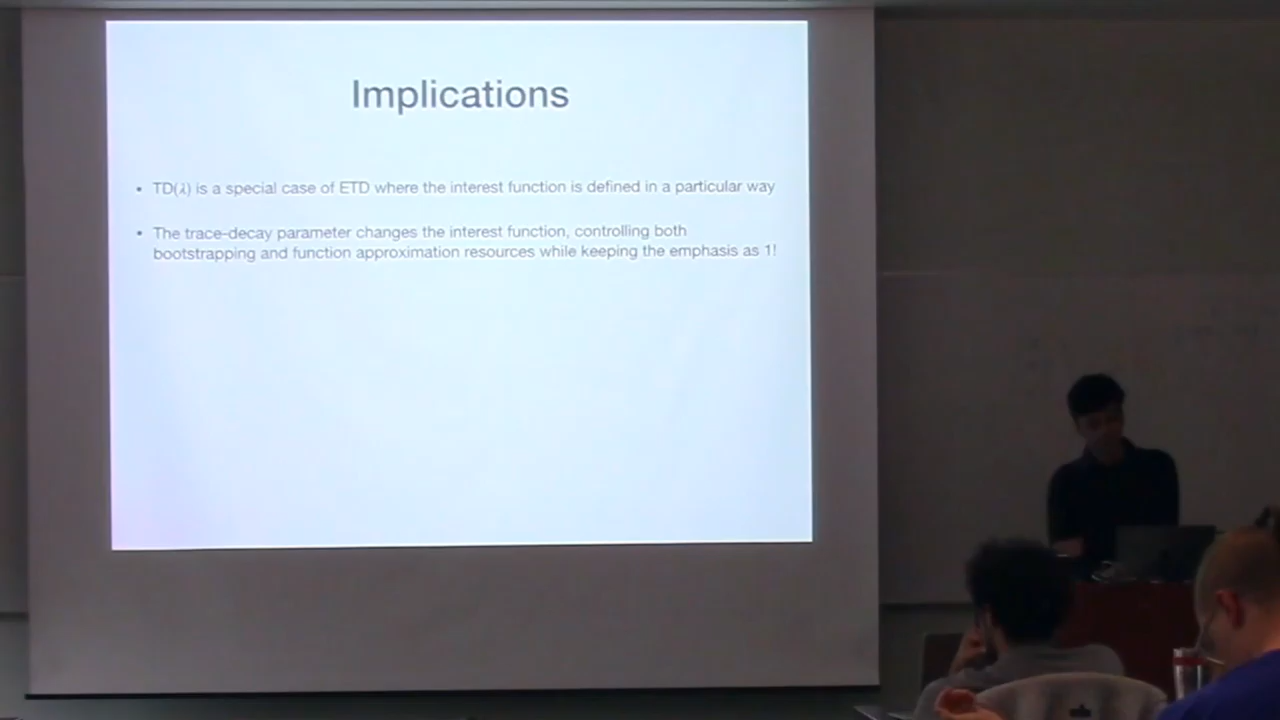 Implications
• TD(λ) is a special case of ETD where the interest function is defined in a particular way
• The trace-decay parameter changes the interest function, controlling both
bootstrapping and function approximation resources while keeping the emphasis as 1!